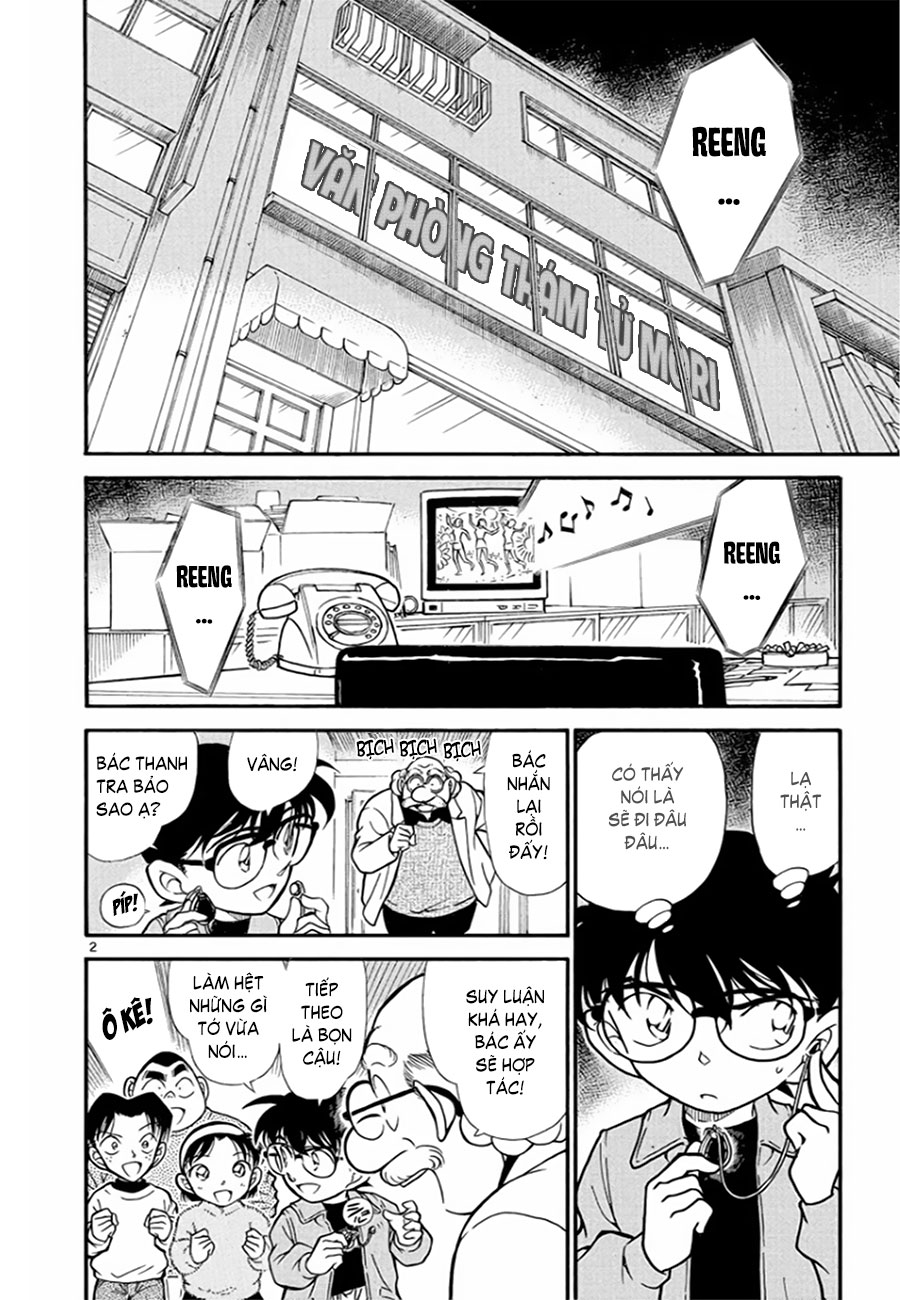 REENG
...
VĂN PHÒNG THÁM TỬ MORI
REENG
...
REENG
...
LẠ
THẬT
...
CÓ THẤY
NÓI LÀ
SẼ ĐI ĐÂU
ĐÂU...
BÁC
NHẮN
LẠI
RỒI
ĐẤY!
BỊCH BỊCH BỊCH
VÂNG!
BÁC THANH
TRA BẢO
SAO Ạ?
PÍP!
2
SUY LUẬN
KHÁ HAY,
BÁC ẤY
SẼ HỢP
TÁC!
TIẾP
THEO
LÀ BỌN
CẬU!
LÀM HỆT
NHỮNG GÌ
TỚ VỪA
NÓI...
Ô KÊ!